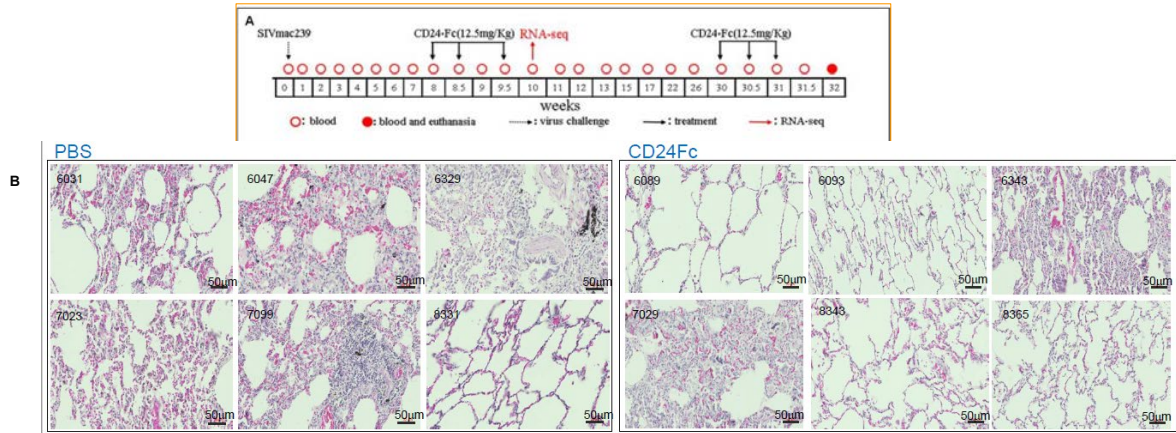 A
SIVmac239
CD24-Fc(12.5mg/Kg)
RNA-seq
CD24-Fc(12.5mg/Kg)
0 1 2 3 4 5 6 7 8 8.5 9 9.5 10 11 12 13 15 17 22 26 30 30.5 31 31.5 32
weeks
: blood : blood and euthanasia : virus challenge : treatment : RNA-seq
PBS
CD24Fc
B
6031 6047 6329 6089 6093 6343
50μm 50μm 50μm 50μm 50μm 50μm
7023 7099 8331 7029 8343 8365
50μm 50μm 50μm 50μm 50μm 50μm